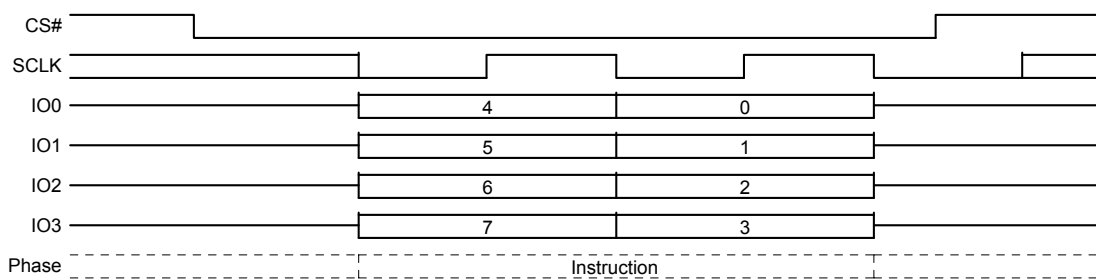 CS#
SCLK
IO0 4 0
IO1 5 1
IO2 6 2
IO3 7 3
Phase Instruction